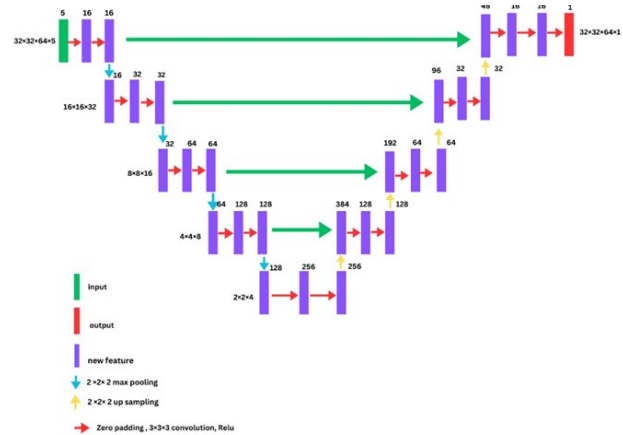 5 16 16 48 16 16 1
32×32×64×5 32×32×64×1
16 32 32 96 32 32
16×16×32
32 64 64 192 64 64
8×8×16
64 128 128 384 128 128
4×4×8
128 256 256
2×2×4
input
output
new feature
2 ×2× 2 max pooling
2 ×2× 2 up sampling
Zero padding , 3×3×3 convolution, Relu